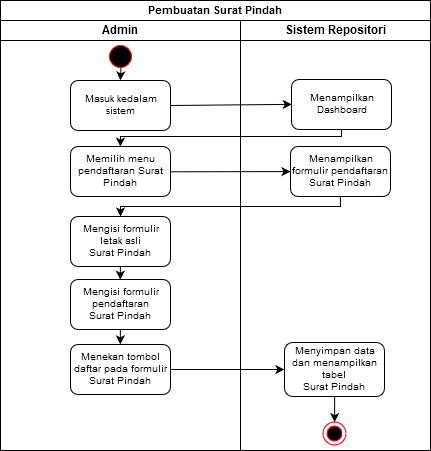 Pembuatan Surat Pindah
Admin
Sistem Repositori
Masuk kedalam
sistem
Menampilkan
Dashboard
Memilih menu
pendaftaran Surat
Pindah
Menampilkan
formulir pendaftaran
Surat Pindah
Mengisi formulir
letak asli
Surat Pindah
Mengisi formulir
pendaftaran
Surat Pindah
Menekan tombol
daftar pada formulir
Surat Pindah
Menyimpan data
dan menampilkan
tabel
Surat Pindah